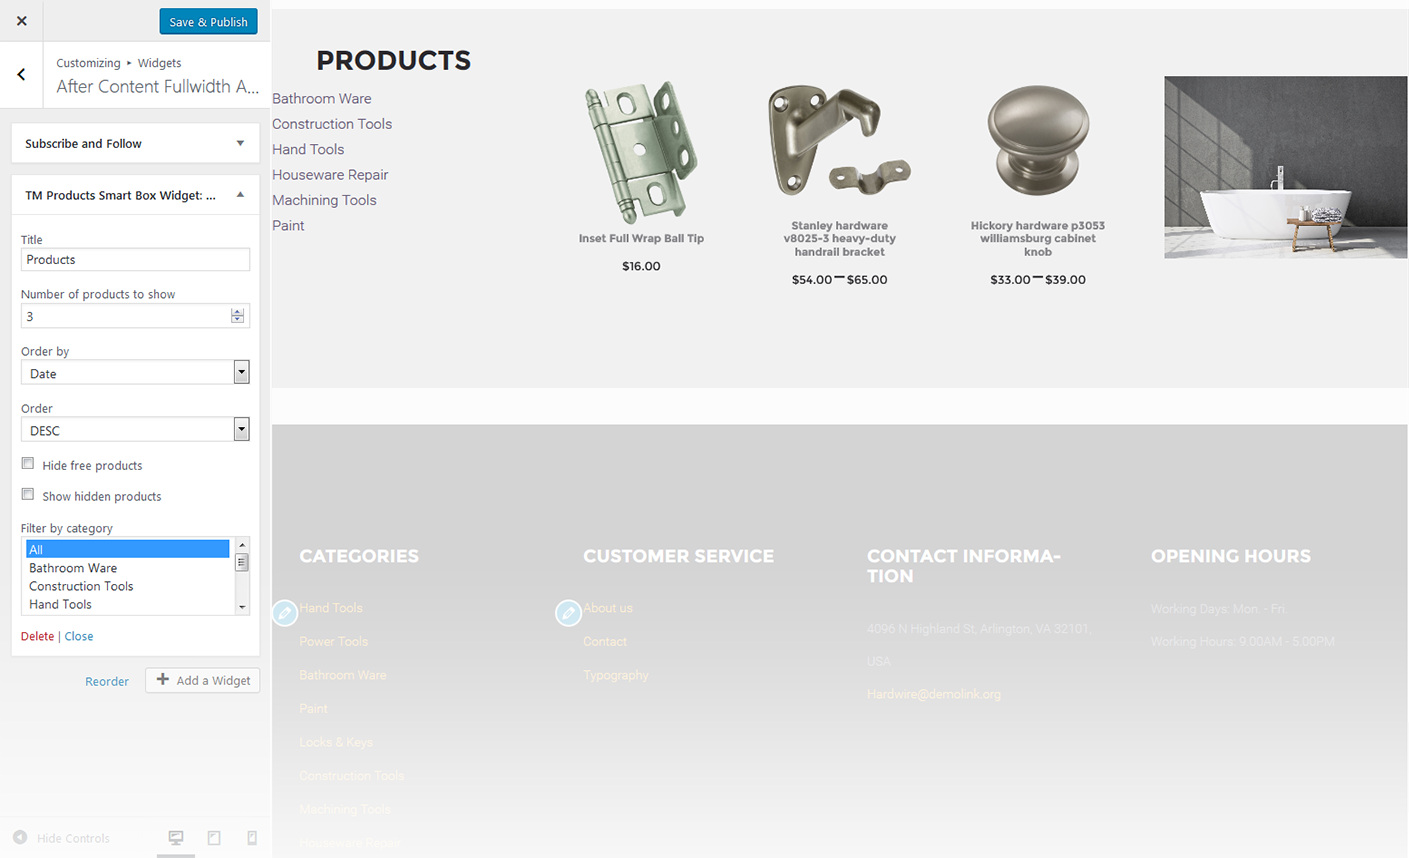 Save & Publish
Customizing ▸ Widgets
After Content Fullwidth A...
Subscribe and Follow
TM Products Smart Box Widget: ...
Title
Products
Number of products to show
3
Order by
Date
Order
DESC
Hide free products
Show hidden products
Filter by category
All
Bathroom Ware
Construction Tools
Hand Tools
Delete | Close
Reorder
Add a Widget
Hide Controls
PRODUCTS
Bathroom Ware
Construction Tools
Hand Tools
Houseware Repair
Machining Tools
Paint
Inset Full Wrap Ball Tip
$16.00
Stanley hardware
v8025-3 heavy-duty
handrail bracket
$54.00–$65.00
Hickory hardware p3053
williamsburg cabinet
knob
$33.00–$39.00
CATEGORIES
Hand Tools
Power Tools
Bathroom Ware
Paint
Locks & Keys
Construction Tools
Machining Tools
Houseware Repair
CUSTOMER SERVICE
About us
Contact
Typography
CONTACT INFORMA-
TION
4096 N Highland St, Arlington, VA 32101,
USA
Hardwire@demolink.org
OPENING HOURS
Working Days: Mon. - Fri.
Working Hours: 9.00AM - 5.00PM